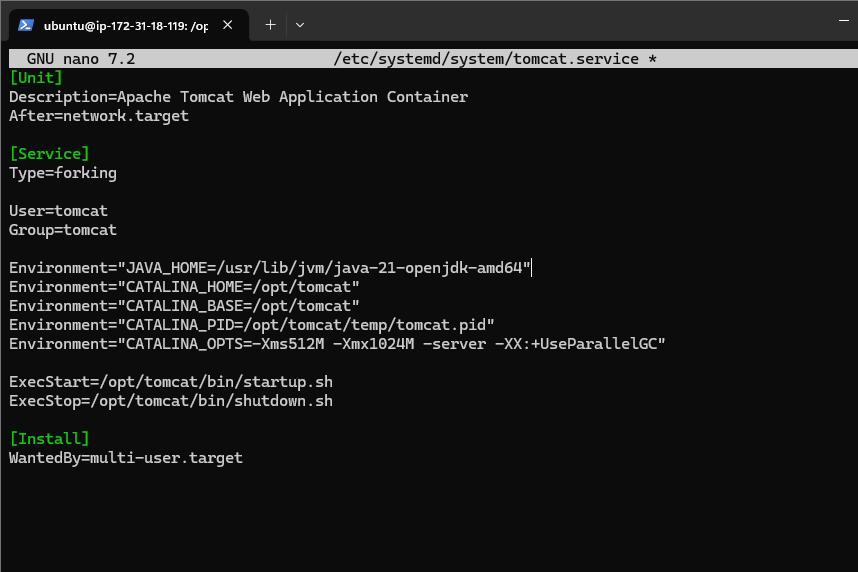 ubuntu@ip-172-31-18-119: /op
GNU nano 7.2 /etc/systemd/system/tomcat.service *
[Unit]
Description=Apache Tomcat Web Application Container
After=network.target
[Service]
Type=forking
User=tomcat
Group=tomcat
Environment="JAVA_HOME=/usr/lib/jvm/java-21-openjdk-amd64"
Environment="CATALINA_HOME=/opt/tomcat"
Environment="CATALINA_BASE=/opt/tomcat"
Environment="CATALINA_PID=/opt/tomcat/temp/tomcat.pid"
Environment="CATALINA_OPTS=-Xms512M -Xmx1024M -server -XX:+UseParallelGC"
ExecStart=/opt/tomcat/bin/startup.sh
ExecStop=/opt/tomcat/bin/shutdown.sh
[Install]
WantedBy=multi-user.target